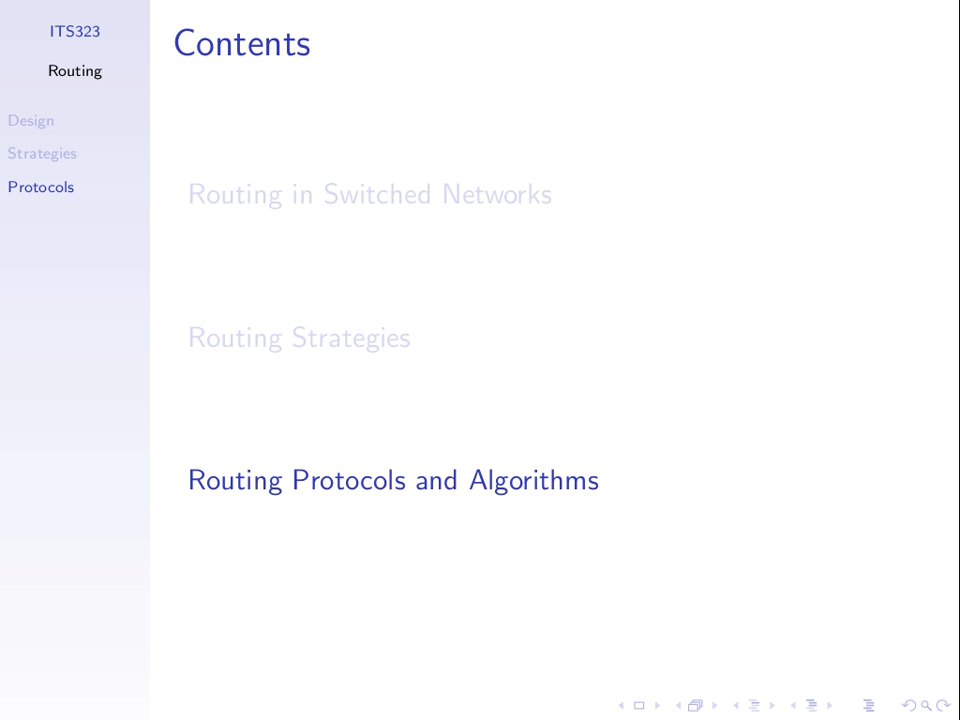 ITS323
Routing
Design
Strategies
Protocols
Contents
Routing in Switched Networks
Routing Strategies
Routing Protocols and Algorithms